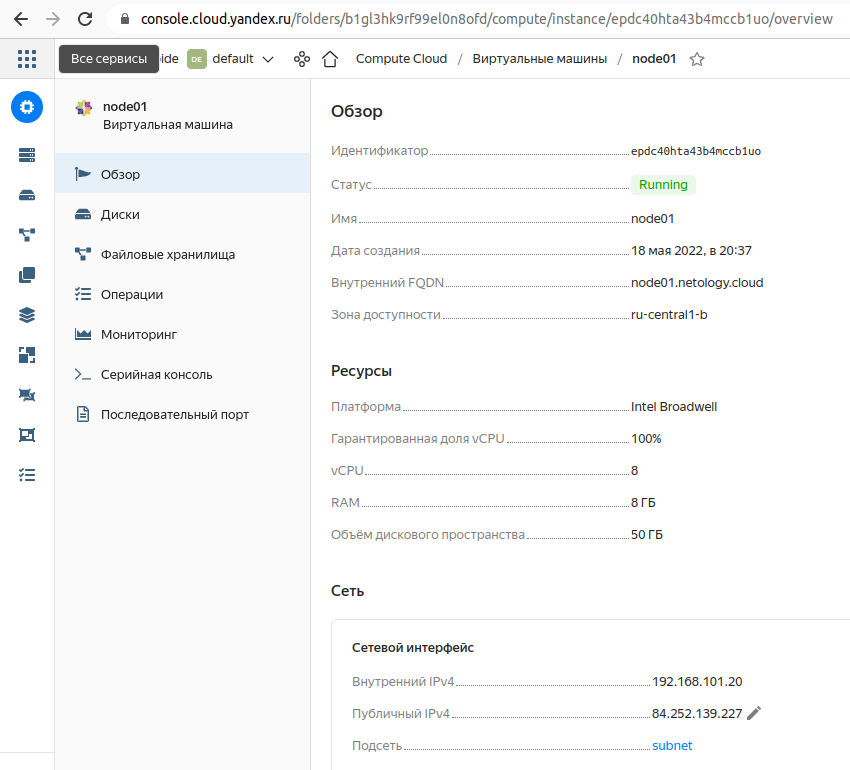 console.cloud.yandex.ru/folders/b1gl3hk9rf99el0n8ofd/compute/instance/epdc40hta43b4mccb1uo/overview
Все сервисы ide DE default Compute Cloud / Виртуальные машины / node01
node01
Виртуальная машина
Обзор
Диски
Файловые хранилища
Операции
Мониторинг
Серийная консоль
Последовательный порт
Обзор
Идентификатор epdc40hta43b4mccb1uo
Статус Running
Имя node01
Дата создания 18 мая 2022, в 20:37
Внутренний FQDN node01.netology.cloud
Зона доступности ru-central1-b
Ресурсы
Платформа Intel Broadwell
Гарантированная доля vCPU 100%
vCPU 8
RAM 8 ГБ
Объём дискового пространства 50 ГБ
Сеть
Сетевой интерфейс
Внутренний IPv4 192.168.101.20
Публичный IPv4 84.252.139.227
Подсеть subnet